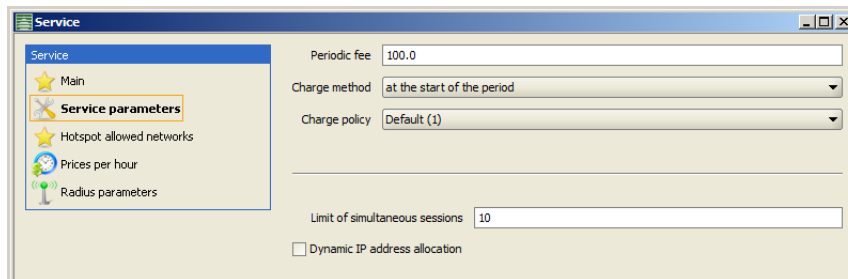 Service
Service
Main
Service parameters
Hotspot allowed networks
Prices per hour
Radius parameters
Periodic fee 100.0
Charge method at the start of the period
Charge policy Default (1)
Limit of simultaneous sessions 10
Dynamic IP address allocation